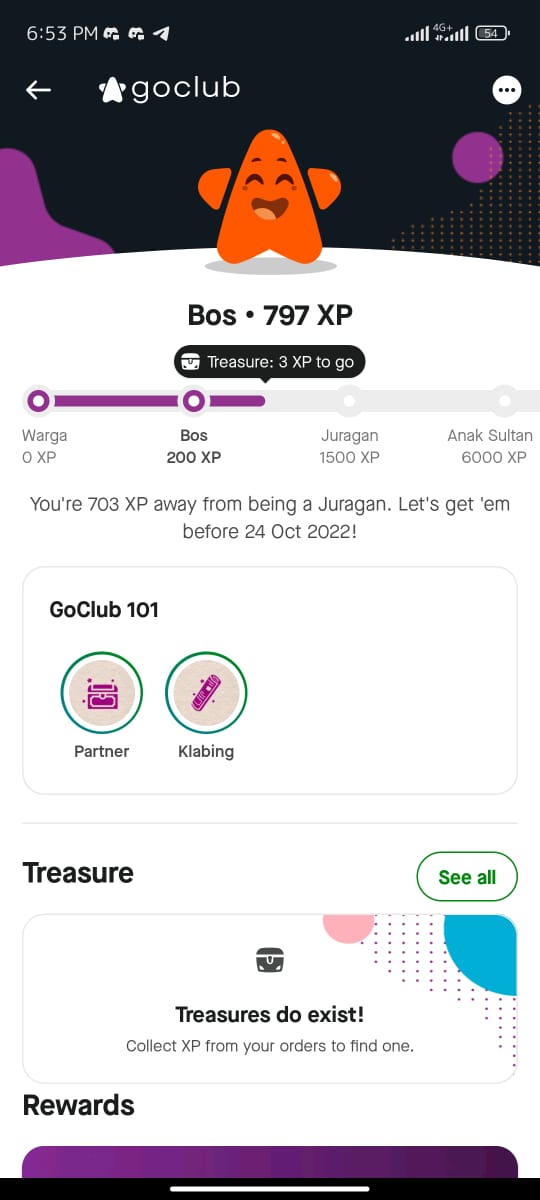 6:53 PM
4G+
54
goclub
Bos • 797 XP
Treasure: 3 XP to go
Warga
0 XP
Bos
200 XP
Juragan
1500 XP
Anak Sultan
6000 XP
You're 703 XP away from being a Juragan. Let's get 'em
before 24 Oct 2022!
GoClub 101
Partner
Klabing
Treasure
See all
Treasures do exist!
Collect XP from your orders to find one.
Rewards